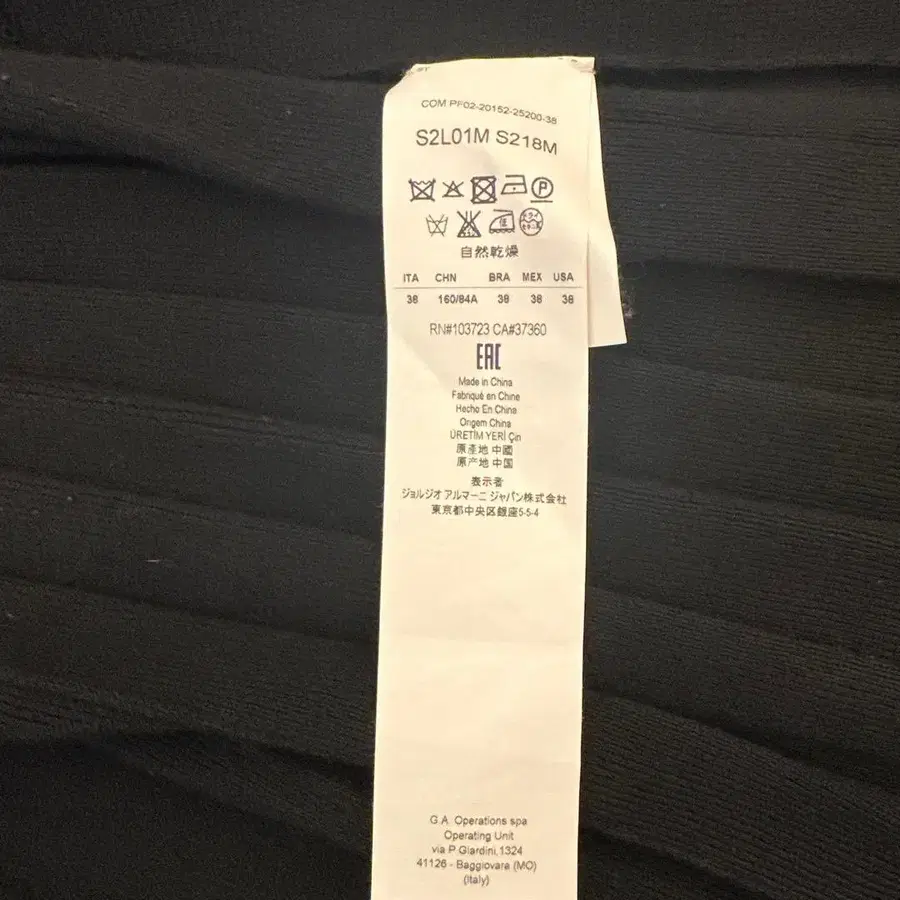 COM PF02-20152-25200-38
S2L01M S218M
P
自然乾燥
ITA CHN BRA MEX USA
38 160/84A 38 38 38
RN#103723 CA#37360
EAC
Made in China
Fabriqué en Chine
Hecho En China
Origem China
ÜRETİM YERİ Çin
原產地 中國
原产地 中国
表示者
ジョルジオ アルマーニ ジャパン株式会社
東京都中央区銀座5-5-4
G.A. Operations spa
Operating Unit
via P.Giardini,1324
41126 - Baggiovara (MO)
(Italy)